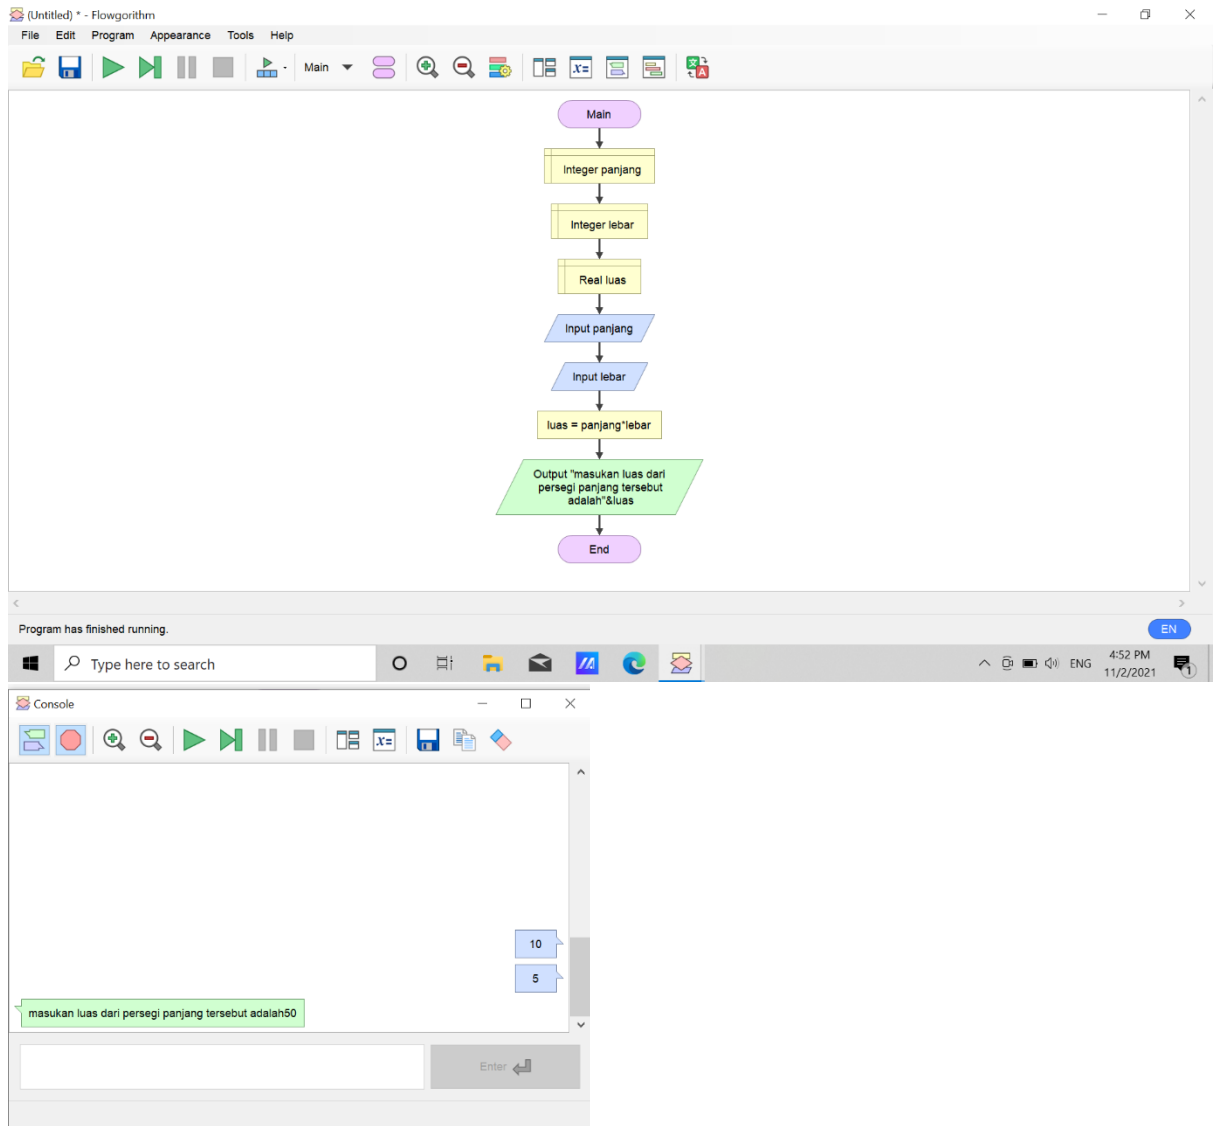 (Untitled) * - Flowgorithm
File Edit Program Appearance Tools Help
Main
Main
Integer panjang
Integer lebar
Real luas
Input panjang
Input lebar
luas = panjang*lebar
Output "masukan luas dari
persegi panjang tersebut
adalah"&luas
End
Program has finished running.
EN
Type here to search
ENG
4:52 PM
11/2/2021
1
Console
10
5
masukan luas dari persegi panjang tersebut adalah50
Enter